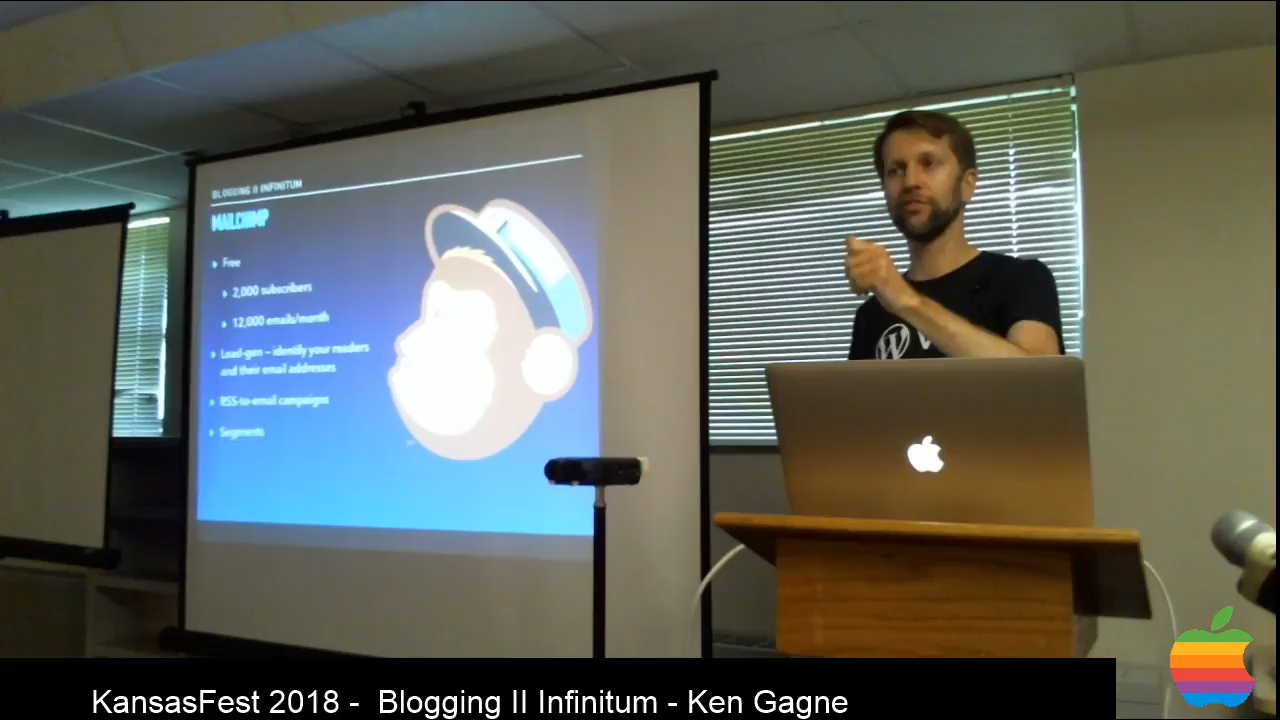 BLOGGING II INFINITUM
MAILCHIMP
Free
2,000 subscribers
12,000 emails/month
Lead-gen – identify your readers
and their email addresses
RSS-to-email campaigns
Segments
W
KansasFest 2018 -  Blogging II Infinitum - Ken Gagne